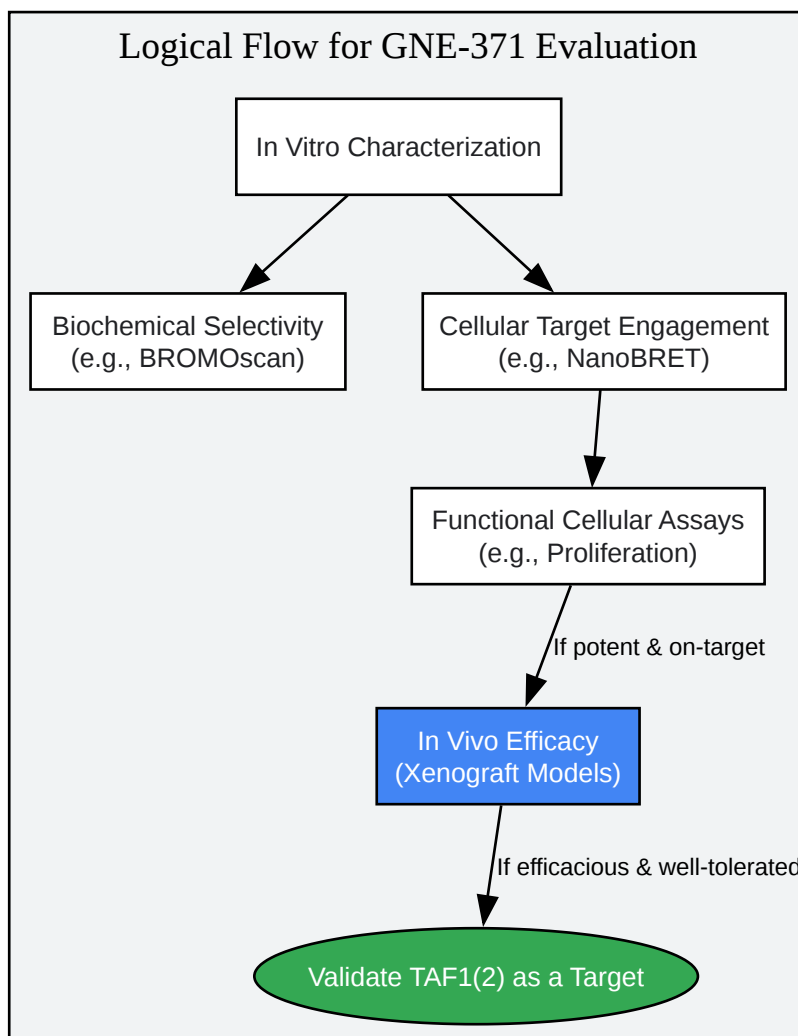 Logical Flow for GNE-371 Evaluation
In Vitro Characterization
Biochemical Selectivity
(e.g., BROMOscan)
Cellular Target Engagement
(e.g., NanoBRET)
Functional Cellular Assays
(e.g., Proliferation)
If potent & on-target
In Vivo Efficacy
(Xenograft Models)
If efficacious & well-tolerated
Validate TAF1(2) as a Target